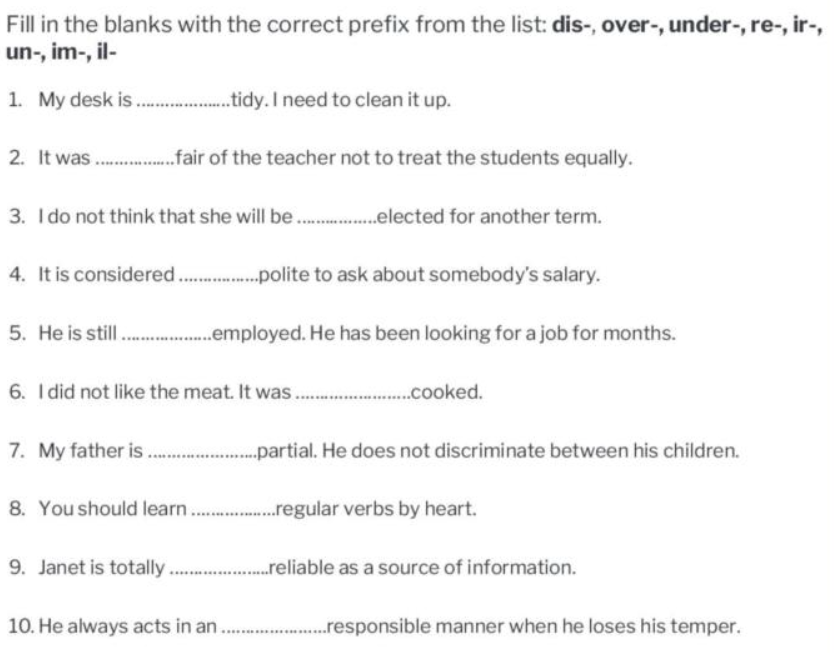 Fill in the blanks with the correct prefix from the list: dis-, over-, under-, re-, ir-,
un-, im-, il-
1. My desk is ....................tidy. I need to clean it up.
2. It was .................fair of the teacher not to treat the students equally.
3. I do not think that she will be .................elected for another term.
4. It is considered .................polite to ask about somebody's salary.
5. He is still ...................employed. He has been looking for a job for months.
6. I did not like the meat. It was ........................cooked.
7. My father is .......................partial. He does not discriminate between his children.
8. You should learn ..................regular verbs by heart.
9. Janet is totally .....................reliable as a source of information.
10. He always acts in an ......................responsible manner when he loses his temper.